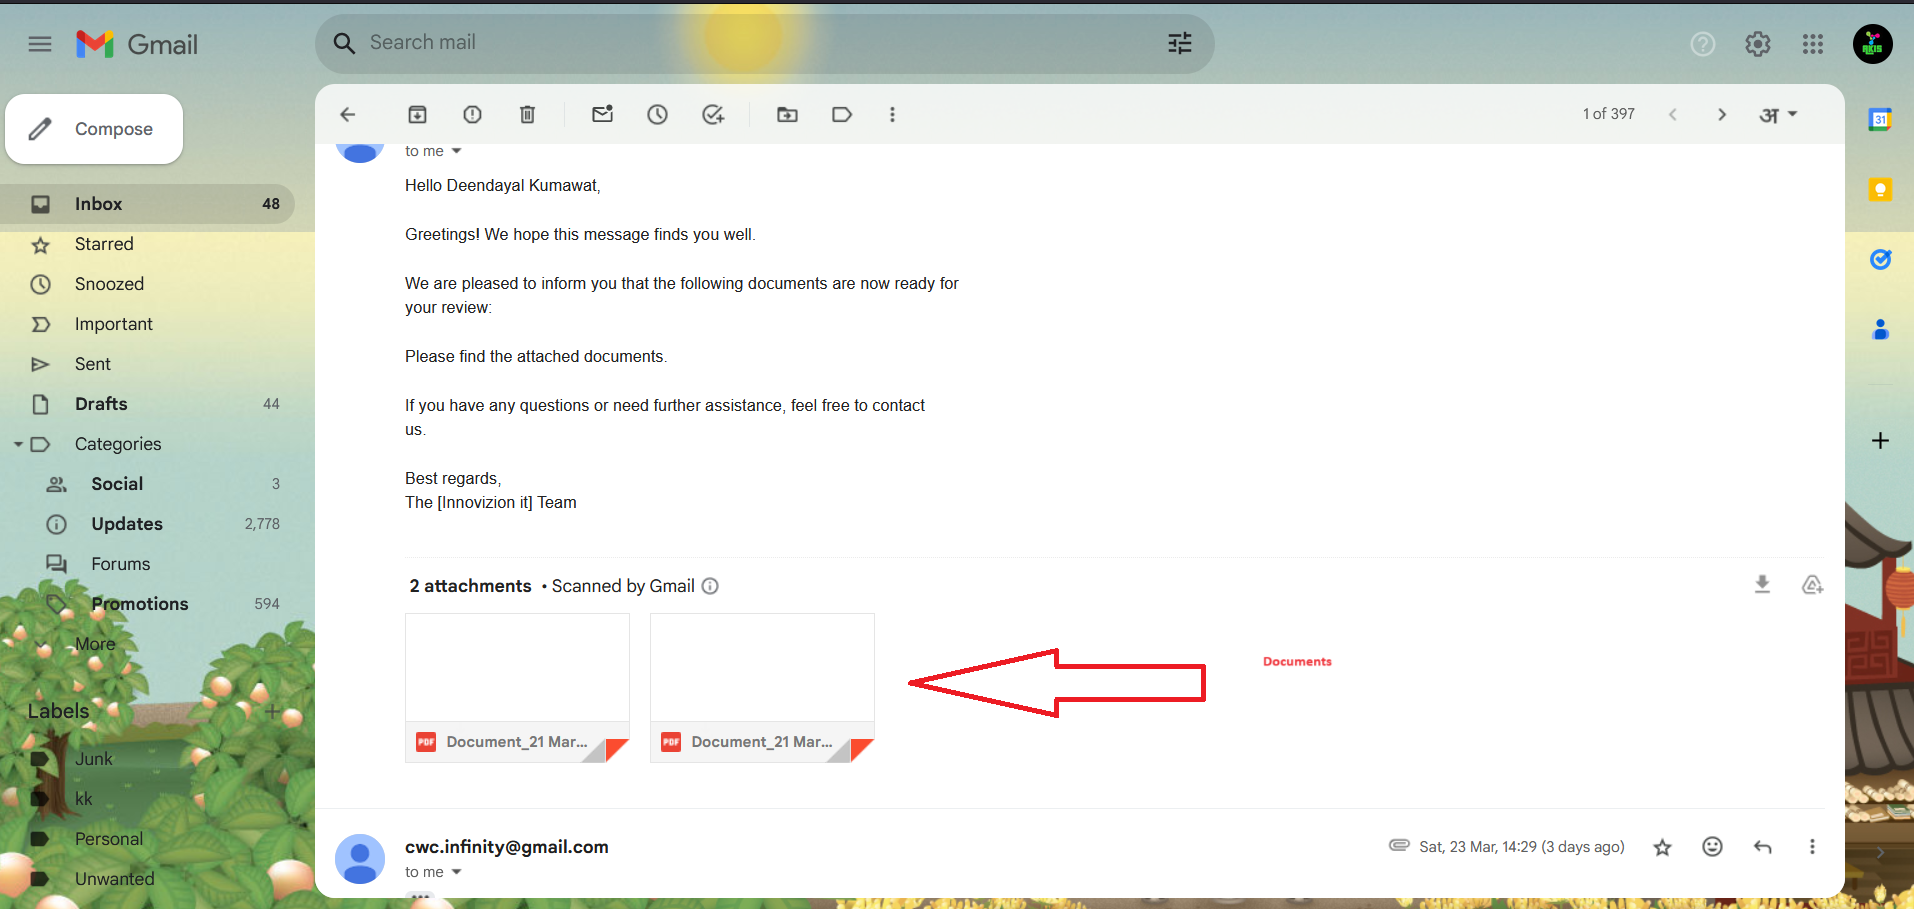 Gmail
Search mail
Compose
Inbox 48
Starred
Snoozed
Important
Sent
Drafts 44
Categories
Social 3
Updates 2,778
Forums
Promotions 594
More
Labels
Junk
kk
Personal
Unwanted
1 of 397
अ
to me
Hello Deendayal Kumawat,
Greetings! We hope this message finds you well.
We are pleased to inform you that the following documents are now ready for
your review:
Please find the attached documents.
If you have any questions or need further assistance, feel free to contact
us.
Best regards,
The [Innovizion it] Team
2 attachments • Scanned by Gmail
PDF Document_21 Mar...
PDF Document_21 Mar...
Documents
cwc.infinity@gmail.com
Sat, 23 Mar, 14:29 (3 days ago)
to me
31